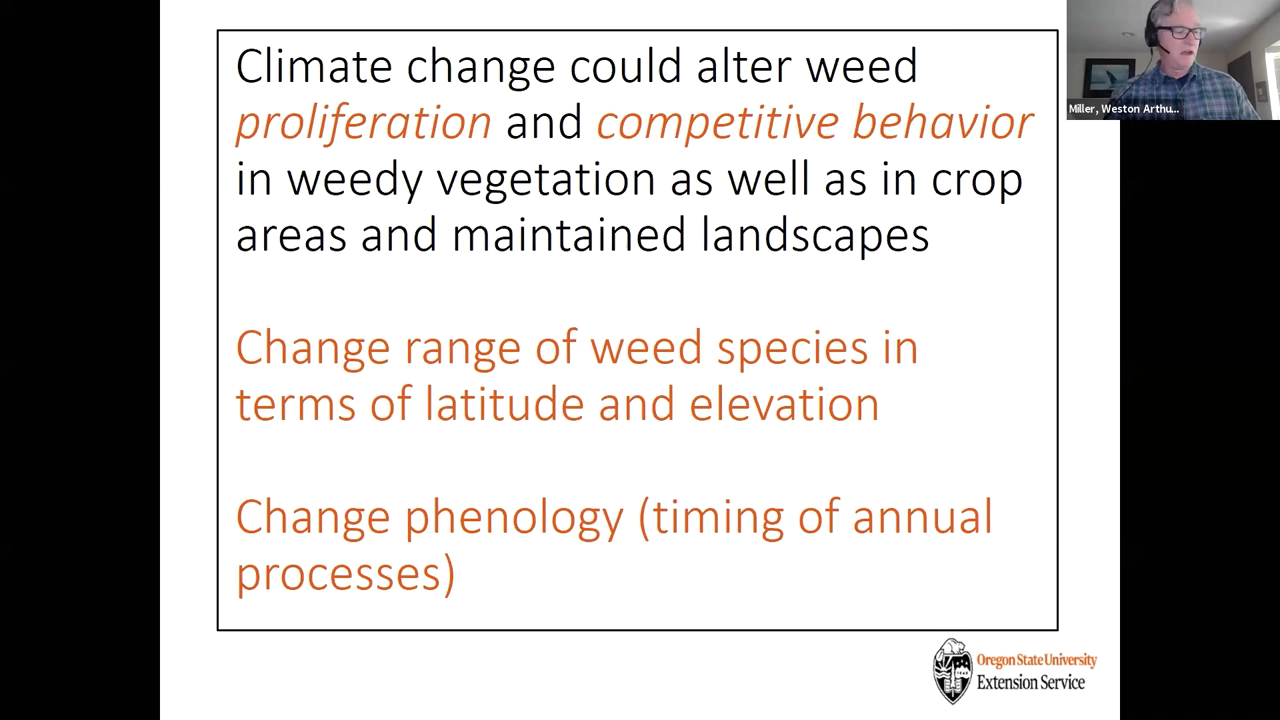 Climate change could alter weed
proliferation and competitive behavior
in weedy vegetation as well as in crop
areas and maintained landscapes
Change range of weed species in
terms of latitude and elevation
Change phenology (timing of annual
processes)
Miller, Weston Arthu...
Oregon State University
Extension Service